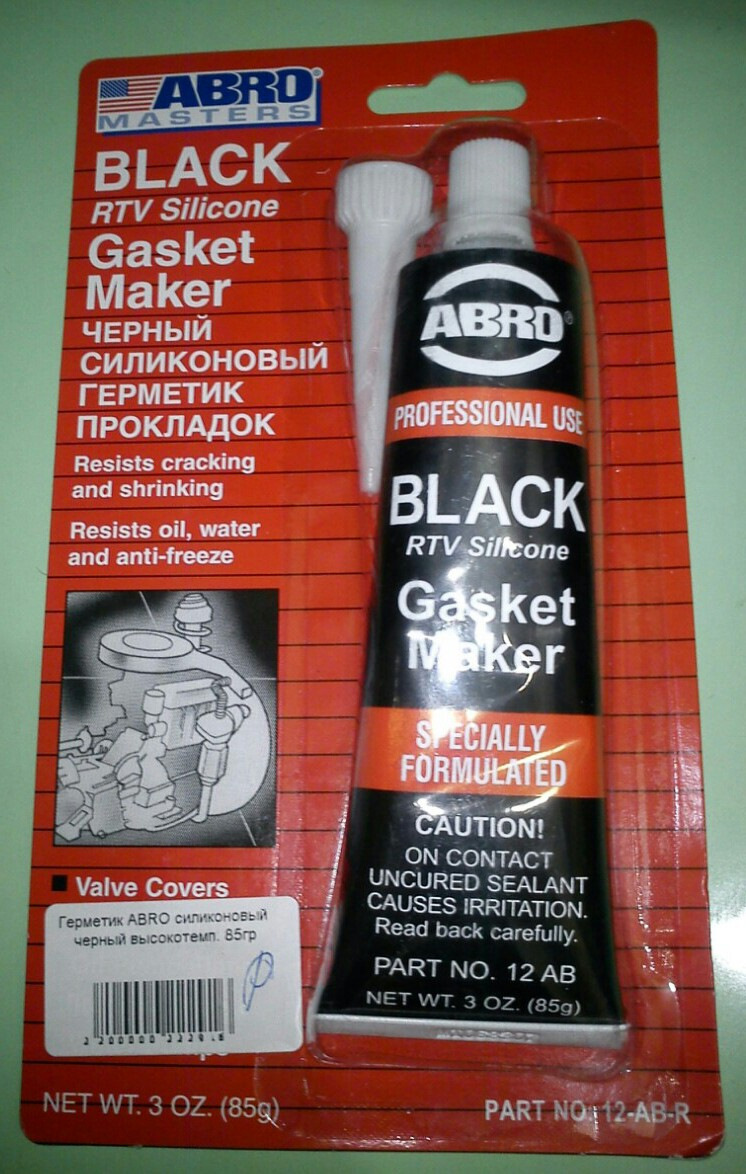 ABRO
MASTERS
BLACK
RTV Silicone
Gasket
Maker
ЧЕРНЫЙ
СИЛИКОНОВЫЙ
ГЕРМЕТИК
ПРОКЛАДОК
Resists cracking
and shrinking
Resists oil, water
and anti-freeze
Valve Covers
Герметик ABRO силиконовый
черный высокотемп. 85гр
NET WT. 3 OZ. (85g)
PART NO. 12-AB-R
ABRO
PROFESSIONAL USE
BLACK
RTV Silicone
Gasket
Maker
SPECIALLY
FORMULATED
CAUTION!
ON CONTACT
UNCURED SEALANT
CAUSES IRRITATION.
Read back carefully.
PART NO. 12 AB
NET WT. 3 OZ. (85g)